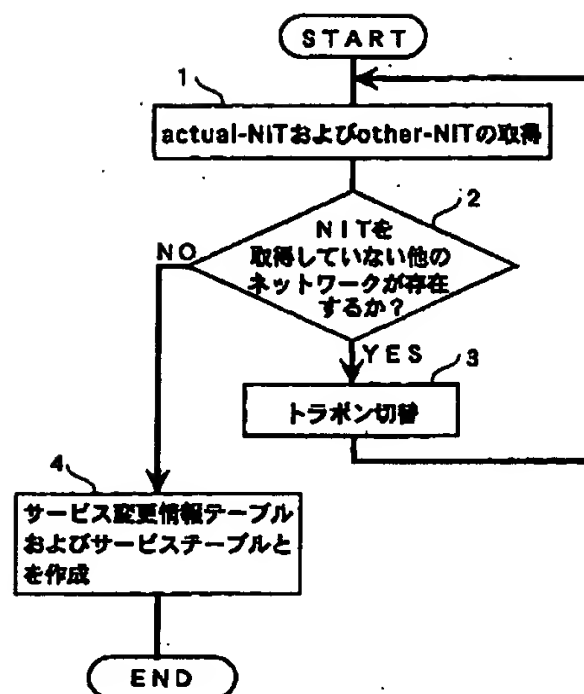 START
1
actual-NITおよびother-NITの取得
2
NITを
取得していない他の
ネットワークが存在
するか?
NO
YES
3
トラポン切替
4
サービス変更情報テーブル
およびサービステーブルと
を作成
END